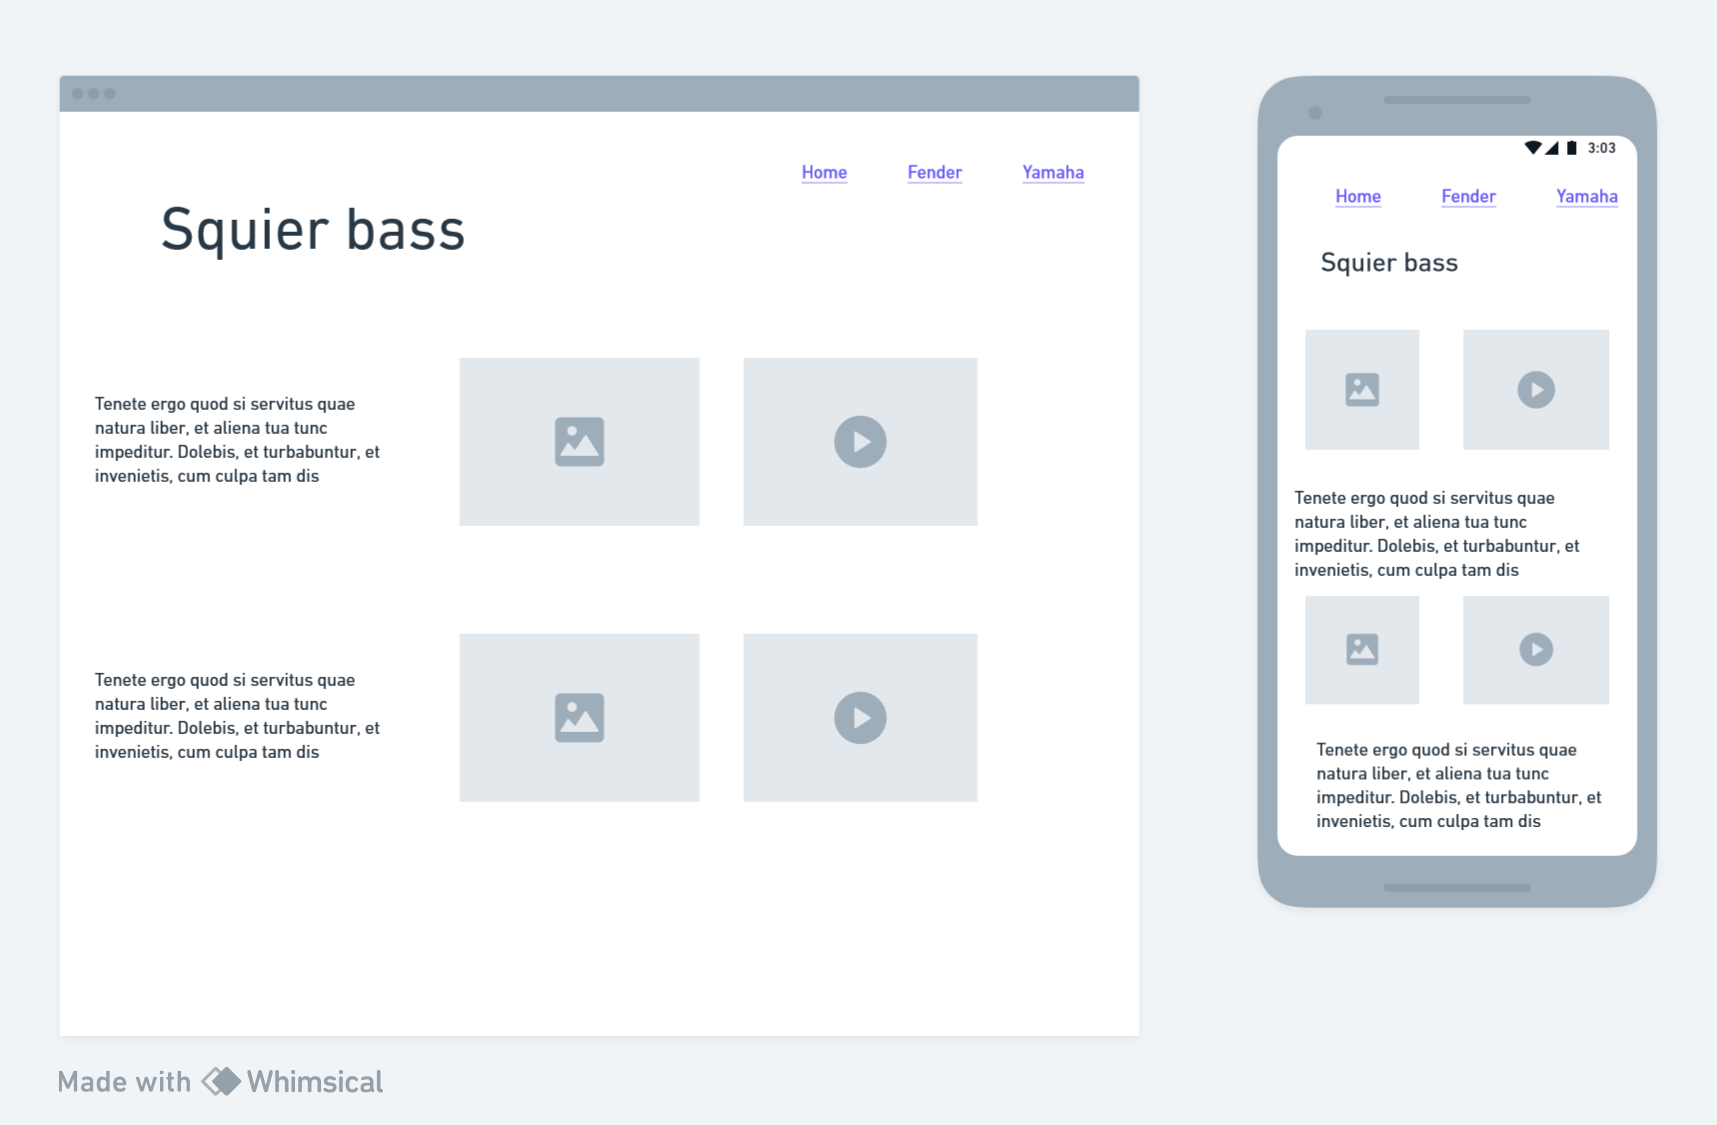 Home Fender Yamaha
Squier bass
Tenete ergo quod si servitus quae
natura liber, et aliena tua tunc
impeditur. Dolebis, et turbabuntur, et
invenietis, cum culpa tam dis
Tenete ergo quod si servitus quae
natura liber, et aliena tua tunc
impeditur. Dolebis, et turbabuntur, et
invenietis, cum culpa tam dis
3:03
Home Fender Yamaha
Squier bass
Tenete ergo quod si servitus quae
natura liber, et aliena tua tunc
impeditur. Dolebis, et turbabuntur, et
invenietis, cum culpa tam dis
Tenete ergo quod si servitus quae
natura liber, et aliena tua tunc
impeditur. Dolebis, et turbabuntur, et
invenietis, cum culpa tam dis
Made with Whimsical